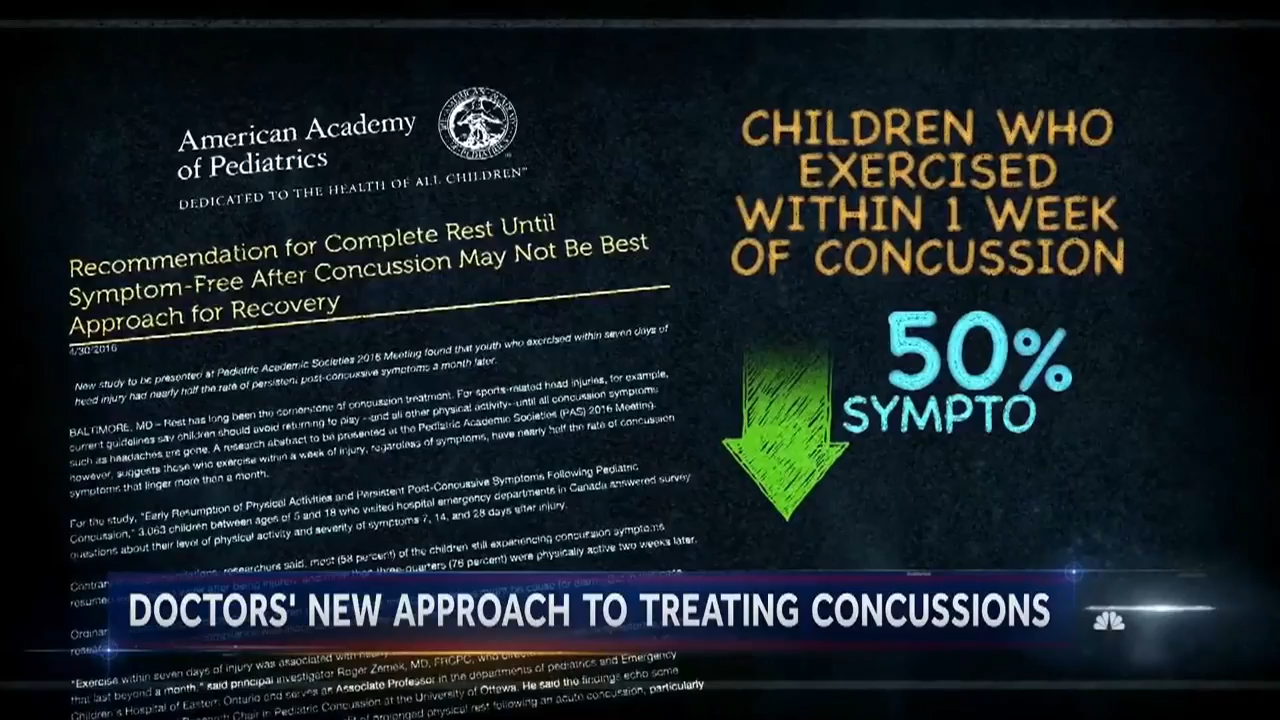 American Academy
of Pediatrics
DEDICATED TO THE HEALTH OF ALL CHILDREN™
Recommendation for Complete Rest Until
Symptom-Free After Concussion May Not Be Best
Approach for Recovery
4/30/2016
New study to be presented at Pediatric Academic Societies 2016 Meeting found that youth who exercised within seven days of
head injury had nearly half the rate of persistent post-concussive symptoms a month later.
BALTIMORE, MD – Rest has long been the cornerstone of concussion treatment. For sports-related head injuries, for example,
current guidelines say children should avoid returning to play --and all other physical activity-- until all concussion symptoms
such as headaches are gone. A research abstract to be presented at the Pediatric Academic Societies (PAS) 2016 Meeting,
however, suggests those who exercise within a week of injury, regardless of symptoms, have nearly half the rate of concussion
symptoms that linger more than a month.
For the study, "Early Resumption of Physical Activities and Persistent Post-Concussive Symptoms Following Pediatric
Concussion," 3,063 children between ages of 5 and 18 who visited hospital emergency departments in Canada answered survey
questions about their level of physical activity and severity of symptoms 7, 14, and 28 days after injury.
researchers said, most (58 percent) of the children still experiencing concussion symptoms
three-quarters (76 percent) were physically active two weeks later.
"Exercise within seven days of injury was associated with nearly
that last beyond a month," said principal investigator Roger Zemek, MD, FRCPC, who
Children's Hospital of Eastern Ontario and serves as Associate Professor in the departments of pediatrics and Emergency
Chair in Pediatric Concussion at the University of Ottawa. He said the findings echo some
of prolonged physical rest following an acute concussion, particularly
CHILDREN WHO
EXERCISED
WITHIN 1 WEEK
OF CONCUSSION
50%
SYMPTO
DOCTORS' NEW APPROACH TO TREATING CONCUSSIONS